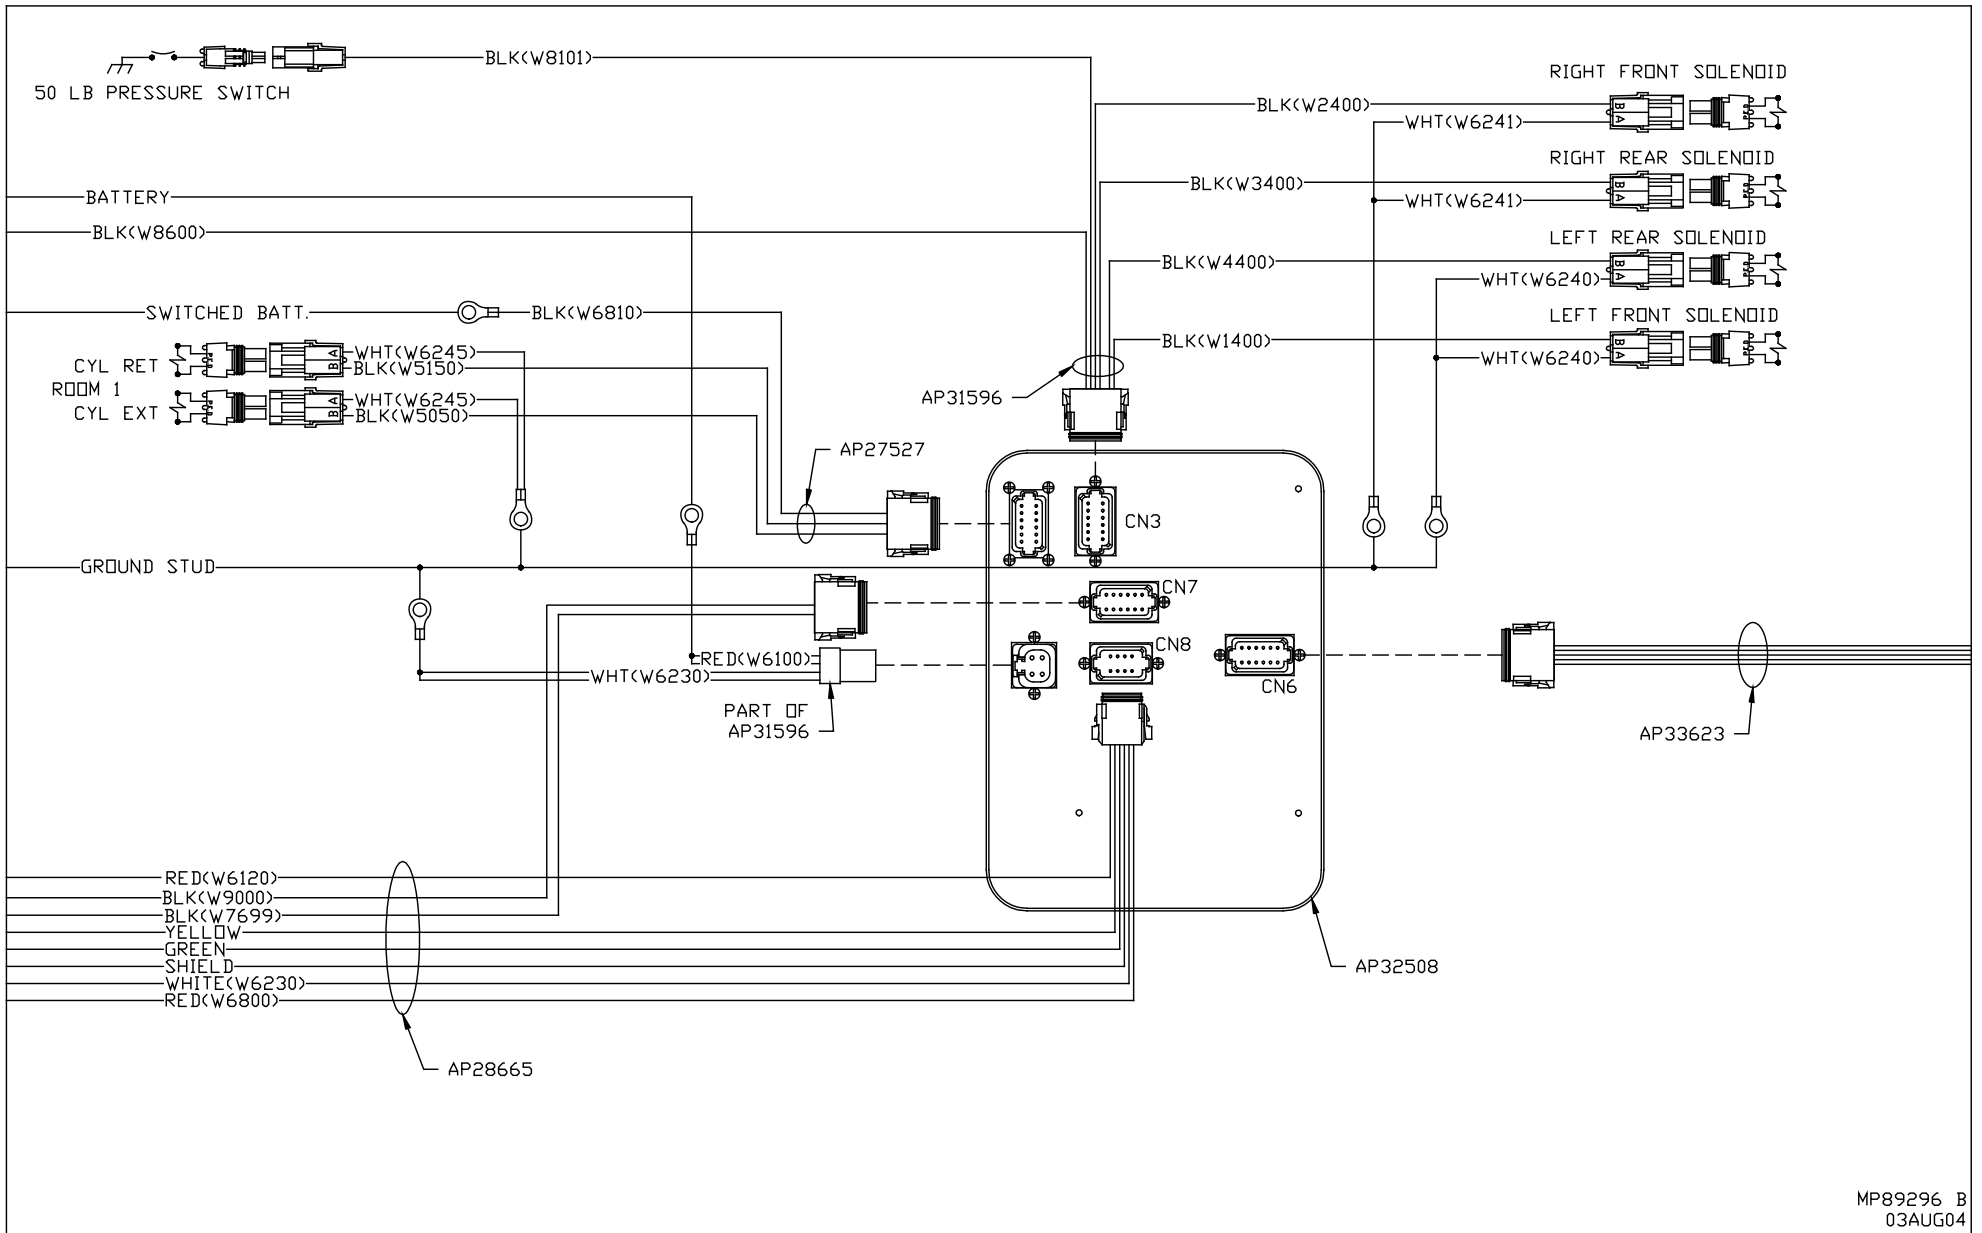 BLK(W8101)
50 LB PRESSURE SWITCH
RIGHT FRONT SOLENOID
BLK(W2400)
B
A
WHT(W6241)
RIGHT REAR SOLENOID
BLK(W3400)
B
A
WHT(W6241)
BATTERY
BLK(W8600)
LEFT REAR SOLENOID
BLK(W4400)
B
A
WHT(W6240)
SWITCHED BATT.
BLK(W6810)
LEFT FRONT SOLENOID
BLK(W1400)
B
A
WHT(W6240)
CYL RET
A
B
WHT(W6245)
BLK(W5150)
ROOM 1
CYL EXT
A
B
WHT(W6245)
BLK(W5050)
AP31596
AP27527
CN3
GROUND STUD
CN7
CN8
RED(W6100)
WHT(W6230)
CN6
PART OF
AP31596
AP33623
RED(W6120)
BLK(W9000)
BLK(W7699)
YELLOW
GREEN
SHIELD
WHITE(W6230)
RED(W6800)
AP32508
AP28665
MP89296 B
03AUG04